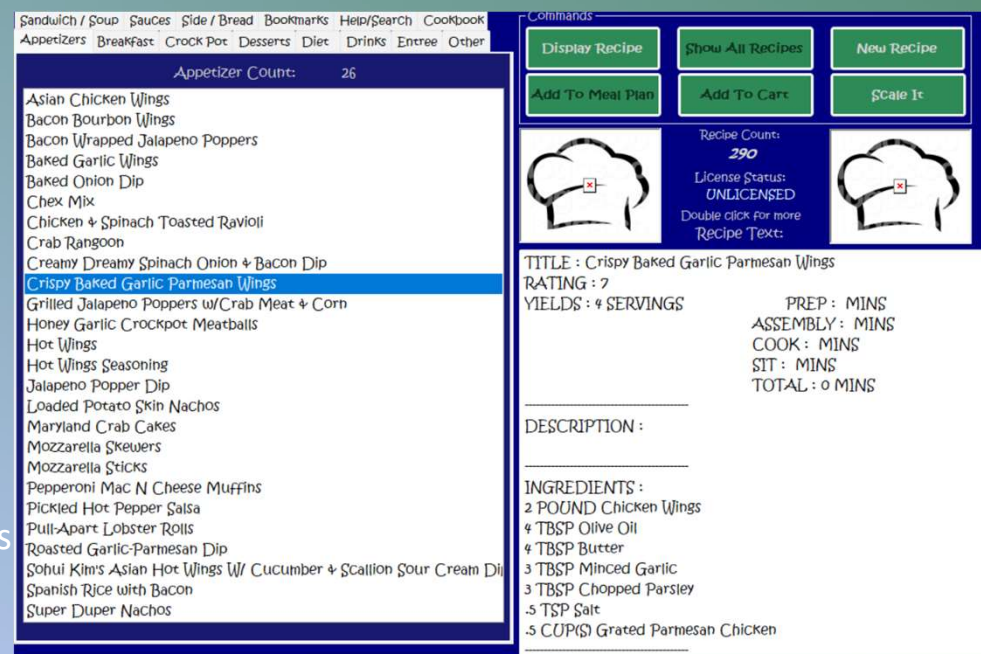 Sandwich / Soup Sauces Side / Bread Bookmarks Help/Search Cookbook
Appetizers Breakfast Crock Pot Desserts Diet Drinks Entree Other
Appetizer Count: 26
Asian Chicken Wings
Bacon Bourbon Wings
Bacon Wrapped Jalapeno Poppers
Baked Garlic Wings
Baked Onion Dip
Chex Mix
Chicken & Spinach Toasted Ravioli
Crab Rangoon
Creamy Dreamy Spinach Onion & Bacon Dip
Crispy Baked Garlic Parmesan Wings
Grilled Jalapeno Poppers w/Crab Meat & Corn
Honey Garlic Crockpot Meatballs
Hot Wings
Hot Wings Seasoning
Jalapeno Popper Dip
Loaded Potato Skin Nachos
Maryland Crab Cakes
Mozzarella Skewers
Mozzarella Sticks
Pepperoni Mac N Cheese Muffins
Pickled Hot Pepper Salsa
Pull-Apart Lobster Rolls
Roasted Garlic-Parmesan Dip
Sohui Kim's Asian Hot Wings W/ Cucumber & Scallion Sour Cream Di
Spanish Rice with Bacon
Super Duper Nachos
s
Commands
Display Recipe Show All Recipes New Recipe
Add To Meal Plan Add To Cart Scale It
Recipe Count:
290
License Status:
UNLICENSED
Double click for more
Recipe Text:
TITLE : Crispy Baked Garlic Parmesan Wings
RATING : 7
YIELDS : 4 SERVINGS PREP : MINS
ASSEMBLY : MINS
COOK : MINS
SIT : MINS
TOTAL : 0 MINS
DESCRIPTION :
INGREDIENTS :
2 POUND Chicken Wings
4 TBSP Olive Oil
4 TBSP Butter
3 TBSP Minced Garlic
3 TBSP Chopped Parsley
.5 TSP Salt
.5 CUP(S) Grated Parmesan Chicken